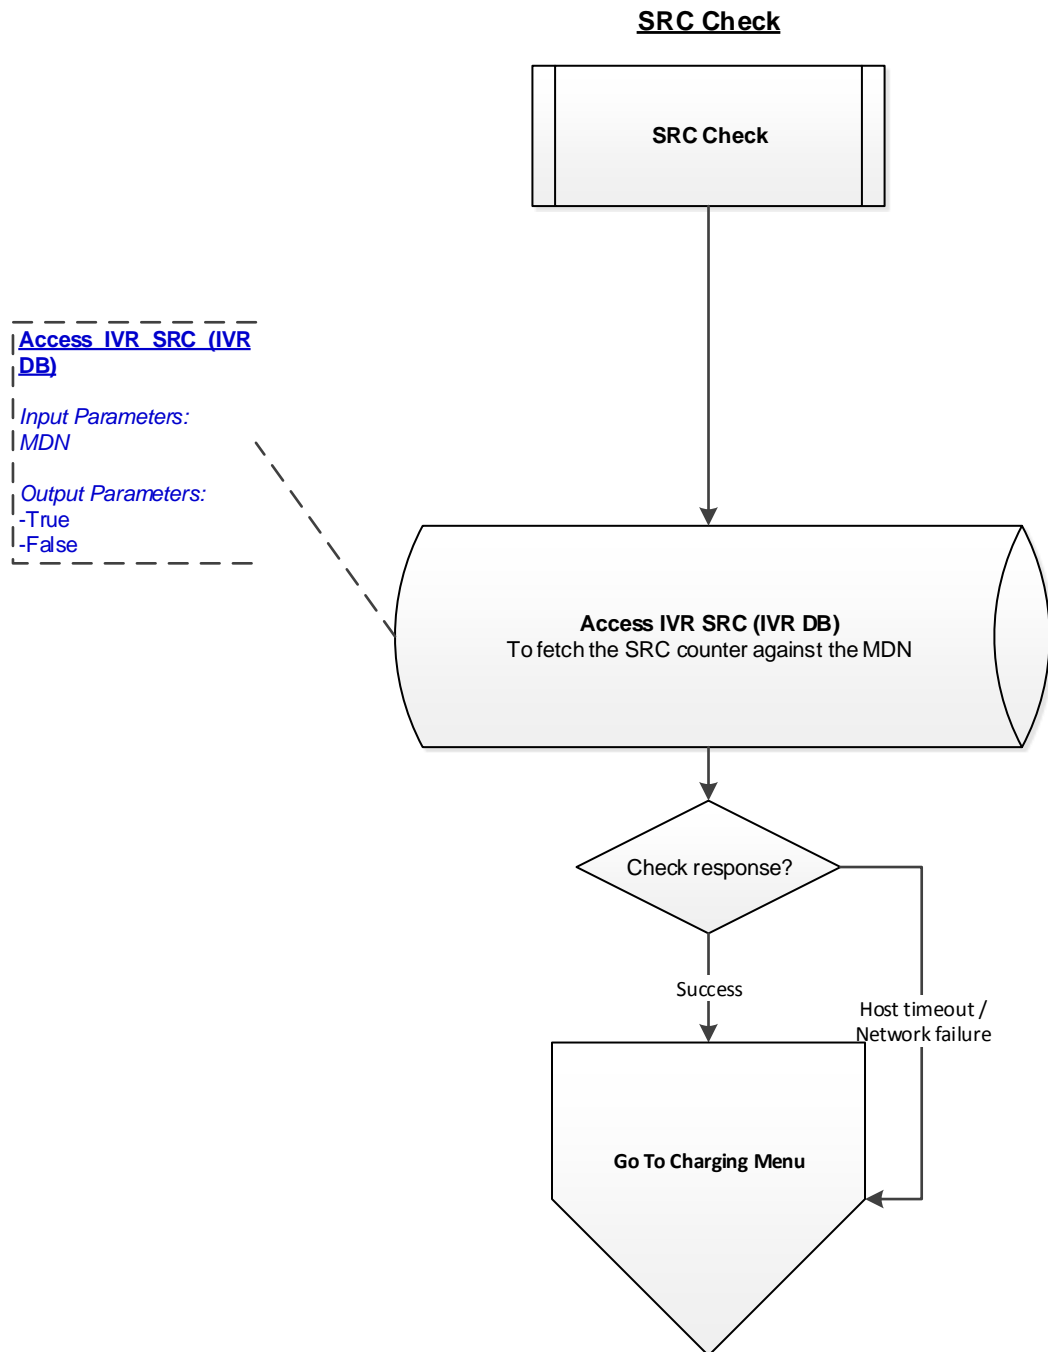 SRC Check
SRC Check
Access IVR SRC (IVR
DB)
Input Parameters:
MDN
Output Parameters:
-True
-False
Access IVR SRC (IVR DB)
To fetch the SRC counter against the MDN
Check response?
Success
Host timeout /
Network failure
Go To Charging Menu